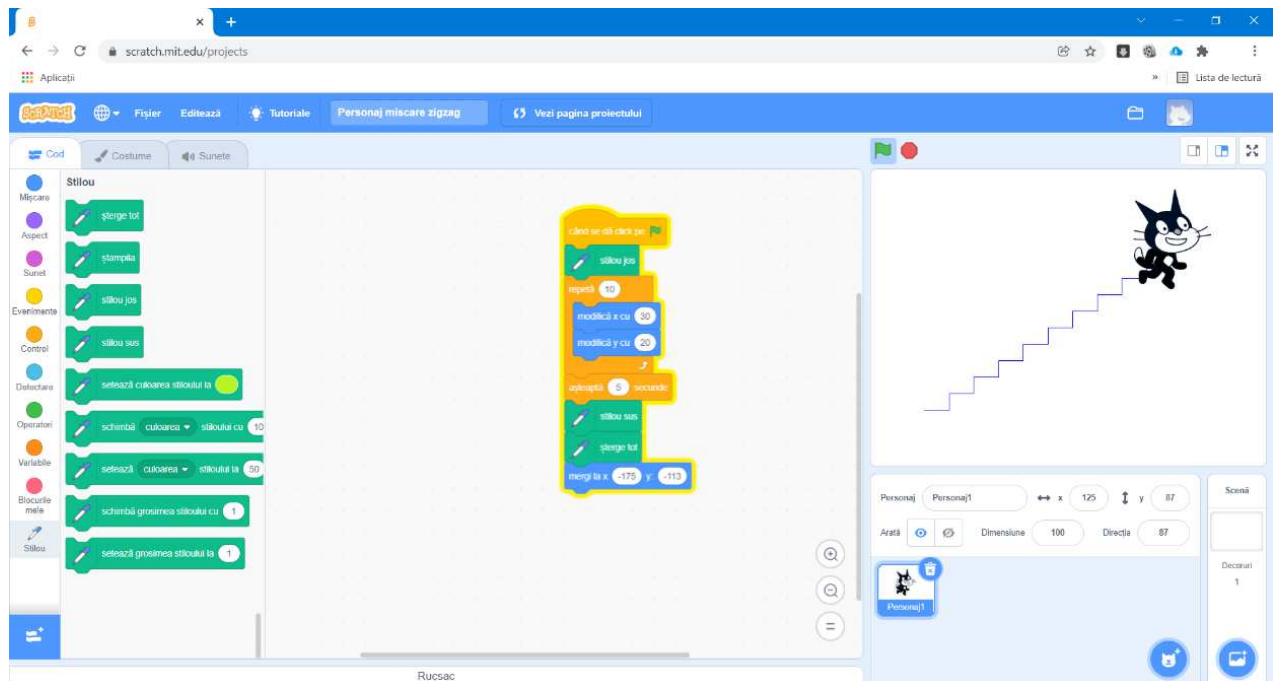 scratch.mit.edu/projects
Aplicații
»
Lista de lectură
SCRATCH
Fișier
Editează
Tutoriale
Personaj miscare zigzag
Vezi pagina proiectului
Cod
Costume
Sunete
Mișcare
Aspect
Sunet
Evenimente
Control
Detectare
Operatori
Variabile
Blocurile
mele
Stilou
Stilou
șterge tot
ștampila
stilou jos
stilou sus
setează culoarea stiloului la
schimbă culoarea stiloului cu 10
setează culoarea stiloului la 50
schimbă grosimea stiloului cu 1
setează grosimea stiloului la 1
când se dă click pe
stilou jos
repetă 10
modifică x cu 30
modifică y cu 20
așteaptă 5 secunde
stilou sus
șterge tot
mergi la x: -175 y: -113
Rucsac
Personaj Personaj1 x 125 y 87
Arată Dimensiune 100 Direcția 87
Personaj1
Scenă
Decoruri
1